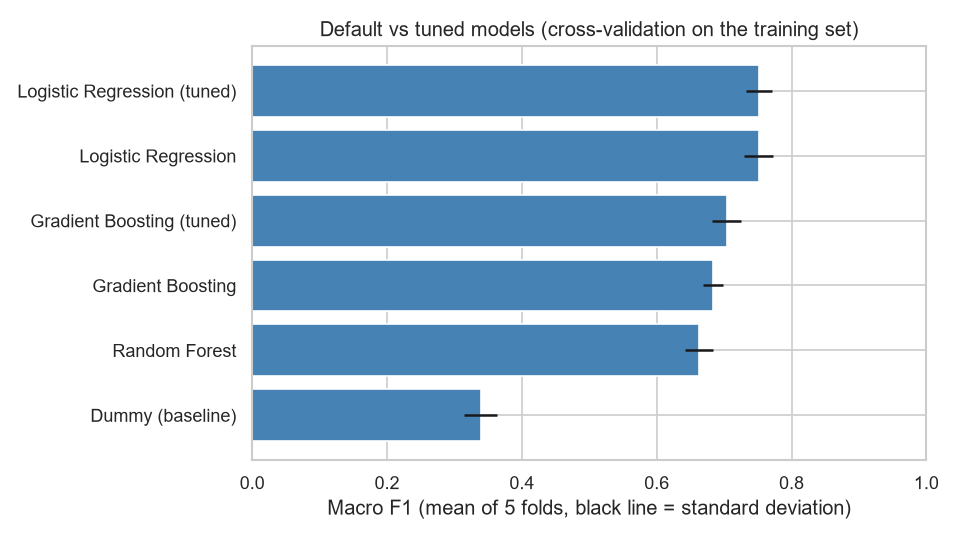 Default vs tuned models (cross-validation on the training set)
Logistic Regression (tuned)
Logistic Regression
Gradient Boosting (tuned)
Gradient Boosting
Random Forest
Dummy (baseline)
0.0 0.2 0.4 0.6 0.8 1.0
Macro F1 (mean of 5 folds, black line = standard deviation)